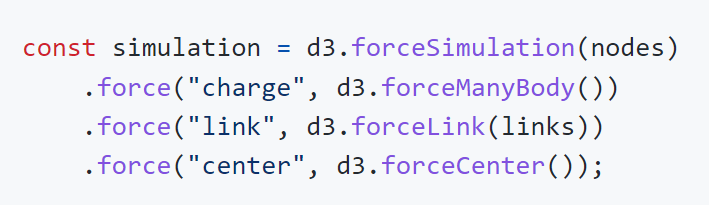 const simulation = d3.forceSimulation(nodes)
    .force("charge", d3.forceManyBody())
    .force("link", d3.forceLink(links))
    .force("center", d3.forceCenter());